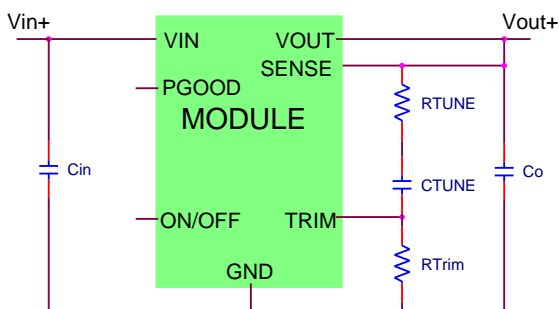 Vin+
Vout+
VIN
VOUT
SENSE
PGOOD
RTUNE
MODULE
Cin
CTUNE
Co
ON/OFF
TRIM
GND
RTrim